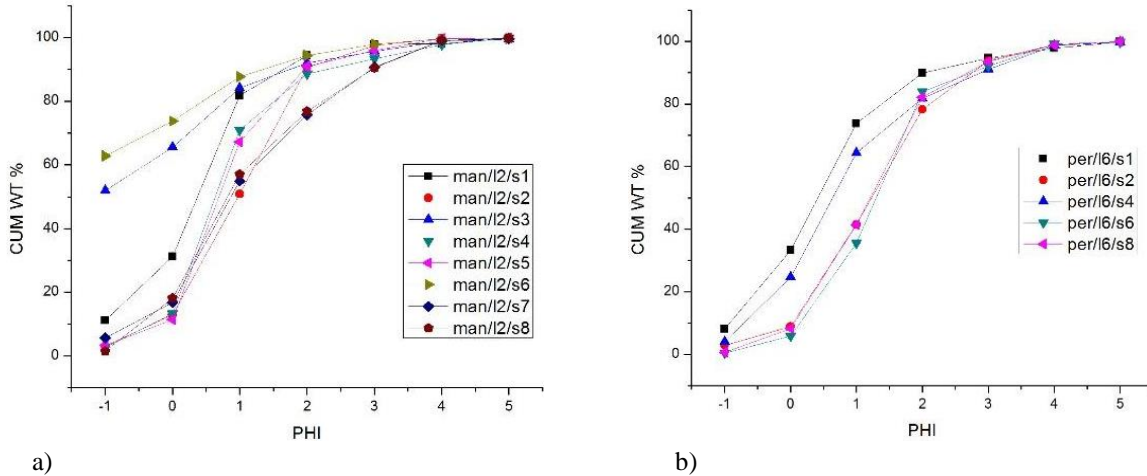 100
80
60
40
20
0
CUM WT %
-1 0 1 2 3 4 5
PHI
man/l2/s1
man/l2/s2
man/l2/s3
man/l2/s4
man/l2/s5
man/l2/s6
man/l2/s7
man/l2/s8
a)
100
80
60
40
20
0
CUM WT %
-1 0 1 2 3 4 5
PHI
per/l6/s1
per/l6/s2
per/l6/s4
per/l6/s6
per/l6/s8
b)